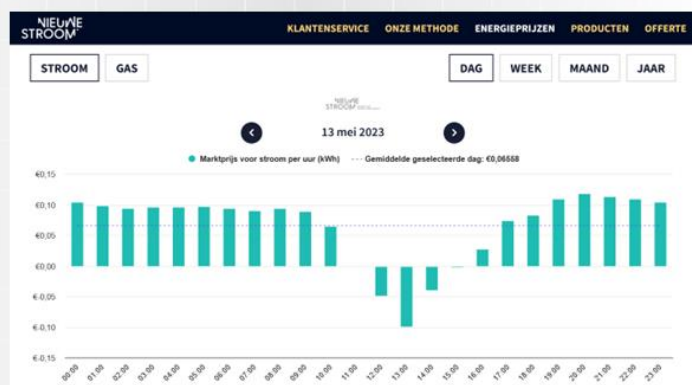 NIEUWE
STROOM
KLANTENSERVICE ONZE METHODE ENERGIEPRIJZEN PRODUCTEN OFFERTE
STROOM GAS DAG WEEK MAAND JAAR
NIEUWE
STROOM
13 mei 2023
Marktprijs voor stroom per uur (kWh) Gemiddelde geselecteerde dag: €0,06558
€0,15
€0,10
€0,05
€0,00
€-0,05
€-0,10
€-0,15
00:00 01:00 02:00 03:00 04:00 05:00 06:00 07:00 08:00 09:00 10:00 11:00 12:00 13:00 14:00 15:00 16:00 17:00 18:00 19:00 20:00 21:00 22:00 23:00